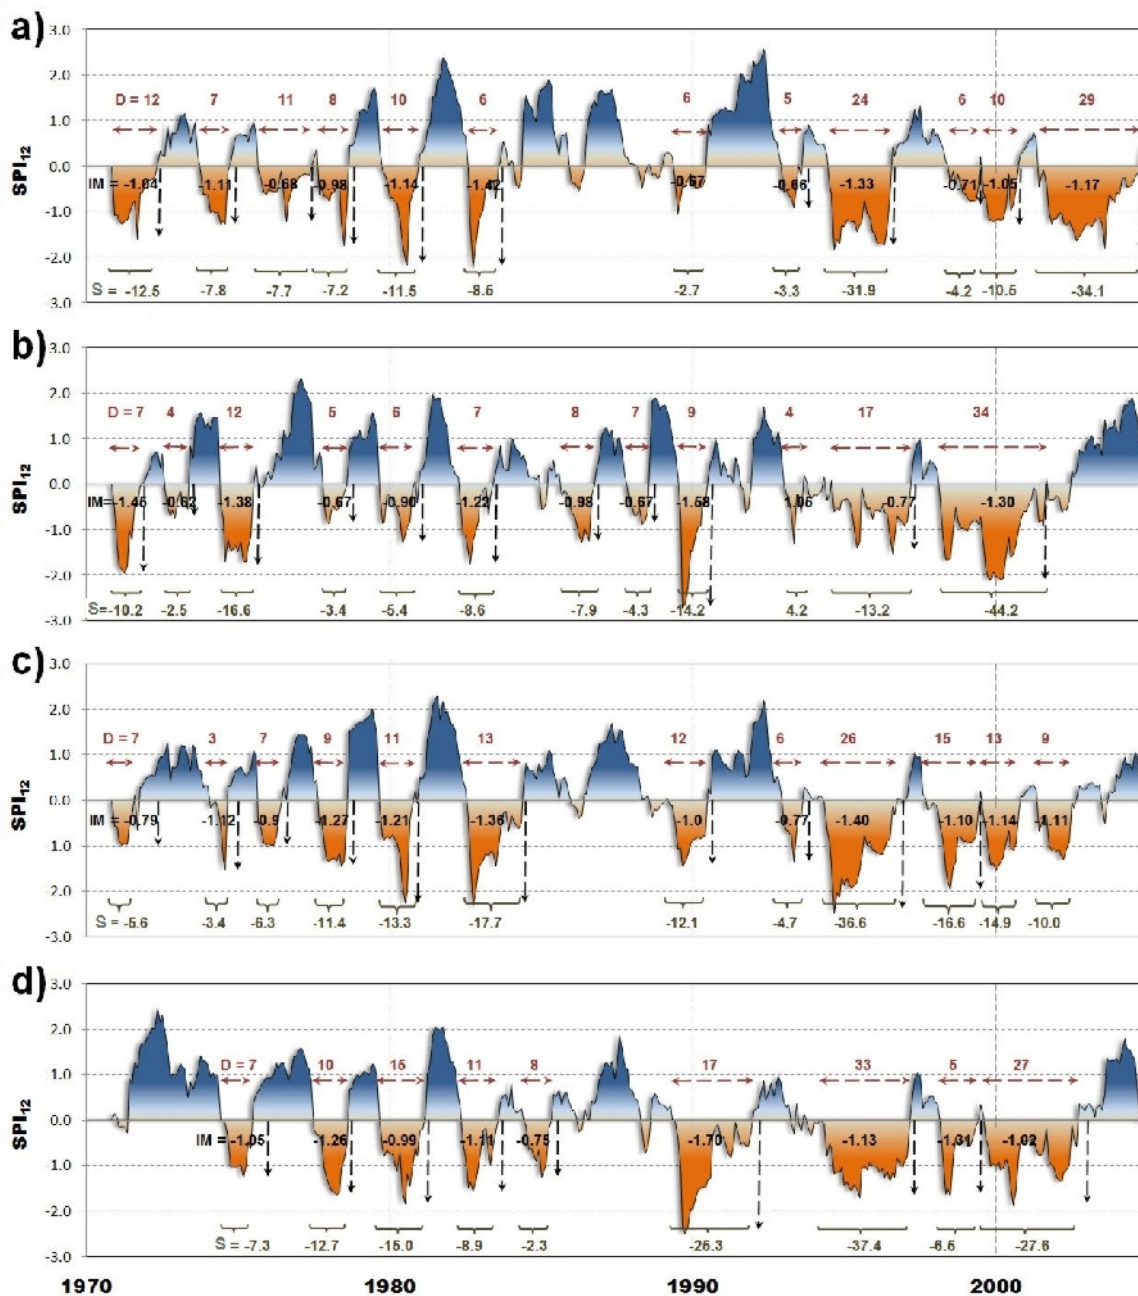 a)
3.0
D = 12 7 11 8 10 6 6 5 24 6 10 29
2.0
1.0
0.0
IM = -1.04 -1.11 -0.68 -0.98 -1.14 -1.42 -0.67 -0.66 -1.33 -0.71 -1.05 -1.17
-1.0
-2.0
S = -12.5 -7.8 -7.7 -7.2 -11.5 -8.6 -2.7 -3.3 -31.9 -4.2 -10.5 -34.1
3.0
SPI12
b)
3.0
2.0
D = 7 4 12 5 6 7 8 7 9 4 17 34
1.0
0.0
IM= -1.46 -0.62 -1.38 -0.67 -0.90 -1.22 -0.98 -0.67 -1.58 1.05 -0.77 -1.30
-1.0
-2.0
S= -10.2 -2.5 -16.6 -3.4 -5.4 -8.6 -7.9 -4.3 -14.2 4.2 -13.2 -44.2
-3.0
SPI12
c)
3.0
2.0
D = 7 3 7 9 11 13 12 6 26 15 13 9
1.0
0.0
IM = -0.79 -1.12 -0.9 -1.27 -1.21 -1.36 -1.0 -0.77 -1.40 -1.10 -1.14 -1.11
1.0
2.0
S = -5.6 -3.4 -6.3 -11.4 -13.3 -17.7 -12.1 -4.7 -36.6 -16.6 -14.9 -10.0
-3.0
SPI12
d)
3.0
2.0
D = 7 10 15 11 8 17 33 5 27
1.0
0.0
IM = -1.05 -1.26 -0.99 -1.11 -0.75 -1.70 -1.13 -1.31 -1.02
1.0
-2.0
S = -7.3 -12.7 -15.0 -8.9 -2.3 -26.3 -37.4 -6.6 -27.6
-3.0
SPI12
1970 1980 1990 2000